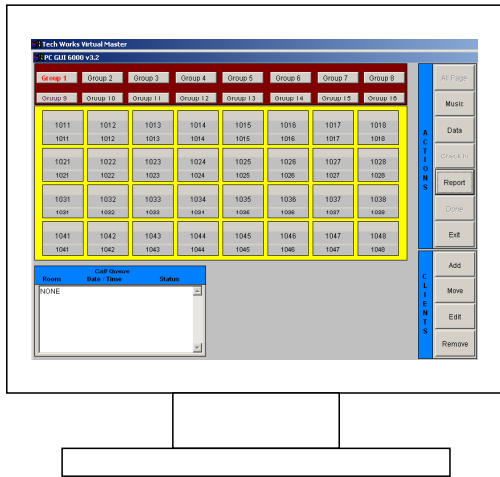 Tech Works Virtual Master
PC GUI 6000 v3.2
Group 1 Group 2 Group 3 Group 4 Group 5 Group 6 Group 7 Group 8
Group 9 Group 10 Group 11 Group 12 Group 13 Group 14 Group 15 Group 16
1011 1012 1013 1014 1015 1016 1017 1018
1011 1012 1013 1014 1015 1016 1017 1018
1021 1022 1023 1024 1025 1026 1027 1028
1021 1022 1023 1024 1025 1026 1027 1028
1031 1032 1033 1034 1035 1036 1037 1038
1031 1032 1033 1034 1035 1036 1037 1038
1041 1042 1043 1044 1045 1046 1047 1048
1041 1042 1043 1044 1045 1046 1047 1048
Call Queue
Room Date / Time Status
NONE
ACTIONS
All Page
Music
Data
Check In
Report
Done
Exit
CLIENTS
Add
Move
Edit
Remove